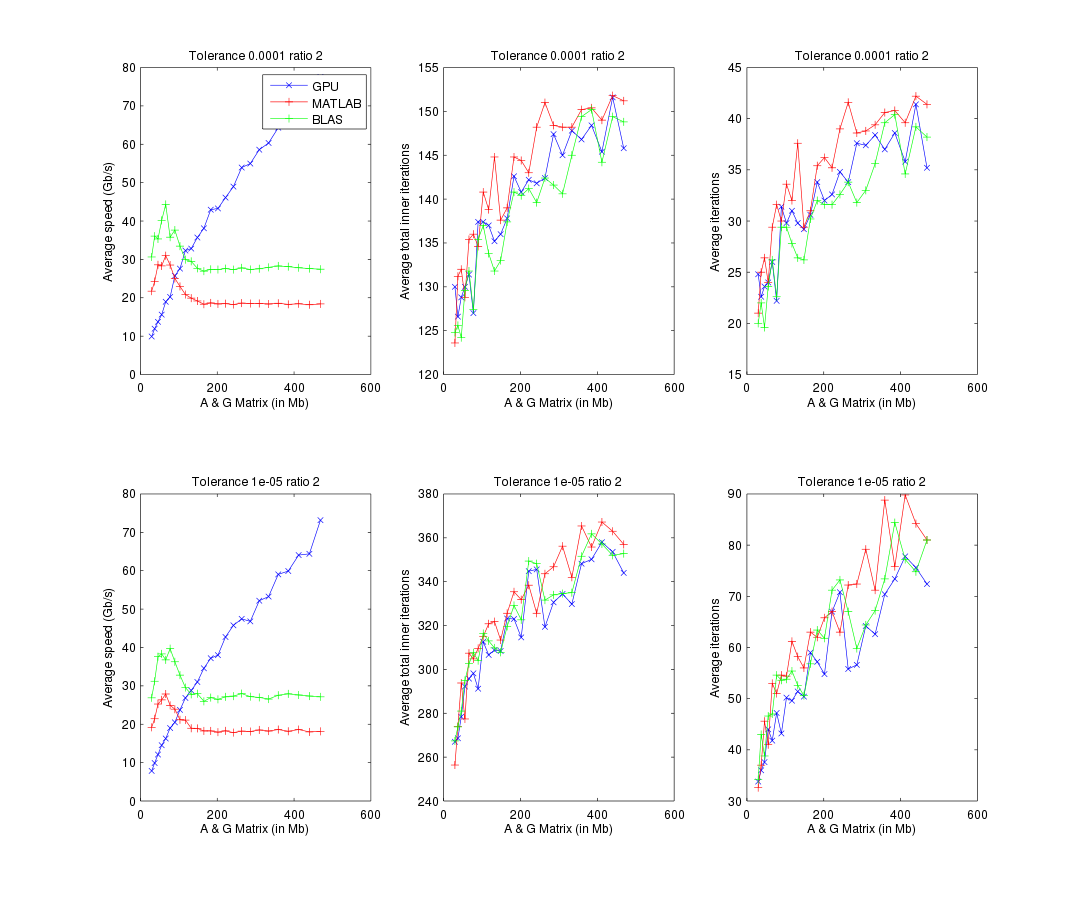 Tolerance 0.0001 ratio 2
80
70
60
50
40
30
20
10
0
Average speed (Gb/s)
GPU
MATLAB
BLAS
0 200 400 600
A & G Matrix (in Mb)
Tolerance 0.0001 ratio 2
155
150
145
140
135
130
125
120
Average total inner iterations
0 200 400 600
A & G Matrix (in Mb)
Tolerance 0.0001 ratio 2
45
40
35
30
25
20
15
Average iterations
0 200 400 600
A & G Matrix (in Mb)
Tolerance 1e-05 ratio 2
80
70
60
50
40
30
20
10
0
Average speed (Gb/s)
0 200 400 600
A & G Matrix (in Mb)
Tolerance 1e-05 ratio 2
380
360
340
320
300
280
260
240
Average total inner iterations
0 200 400 600
A & G Matrix (in Mb)
Tolerance 1e-05 ratio 2
90
80
70
60
50
40
30
Average iterations
0 200 400 600
A & G Matrix (in Mb)